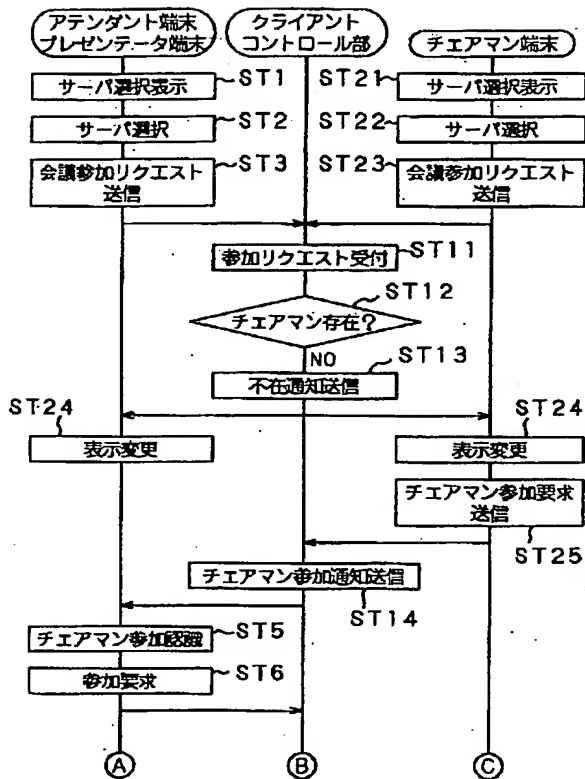 アテンダント端末
プレゼンテータ端末
クライアント
コントロール部
チェアマン端末
サーバ選択表示
ST1
ST21
サーバ選択表示
サーバ選択
ST2
ST22
サーバ選択
会議参加リクエスト
送信
ST3
ST23
会議参加リクエスト
送信
参加リクエスト受付
ST11
ST12
チェアマン存在?
NO
ST13
不在通知送信
ST24
表示変更
ST24
表示変更
チェアマン参加要求
送信
ST25
チェアマン参加通知送信
ST14
チェアマン参加認識
ST5
参加要求
ST6
A
B
C